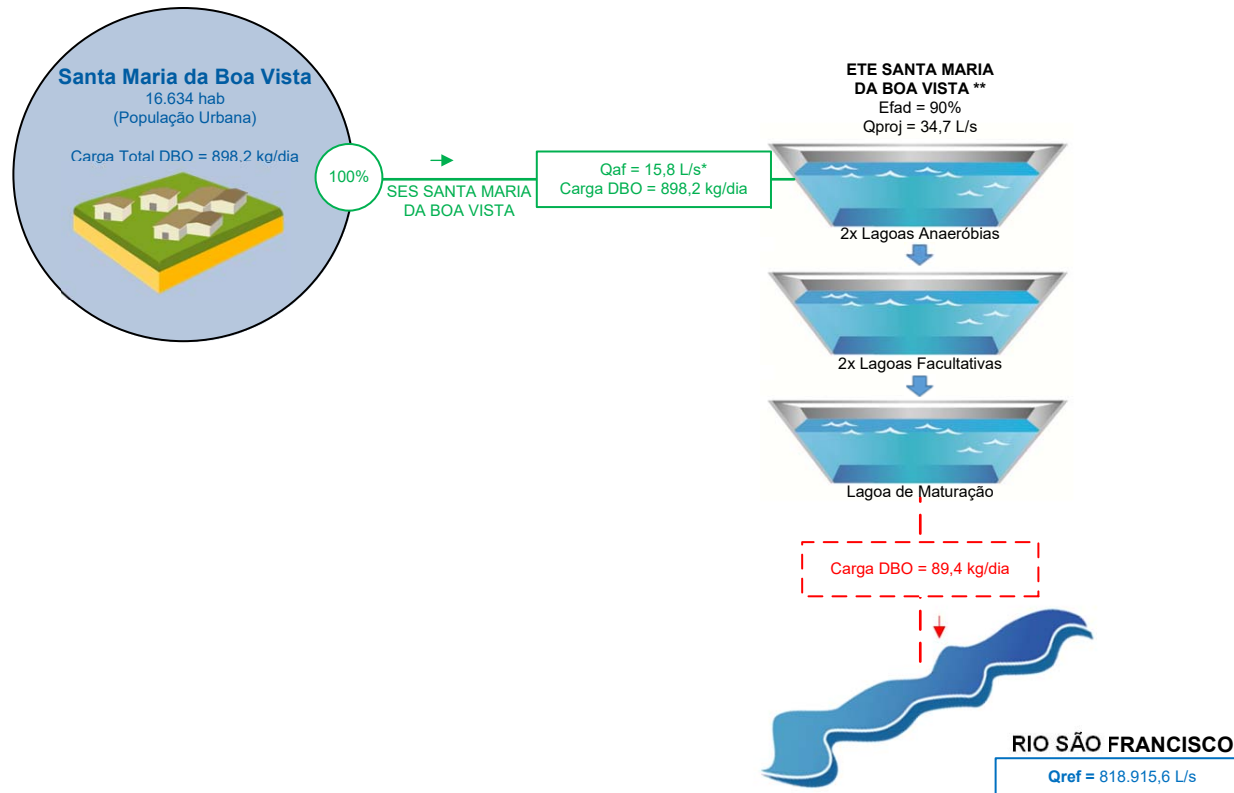 Santa Maria da Boa Vista
16.634 hab
(População Urbana)
Carga Total DBO = 898,2 kg/dia
100%
SES SANTA MARIA
DA BOA VISTA
Qaf = 15,8 L/s*
Carga DBO = 898,2 kg/dia
ETE SANTA MARIA
DA BOA VISTA **
Efad = 90%
Qproj = 34,7 L/s
2x Lagoas Anaeróbias
2x Lagoas Facultativas
Lagoa de Maturação
Carga DBO = 89,4 kg/dia
RIO SÃO FRANCISCO
Qref = 818.915,6 L/s